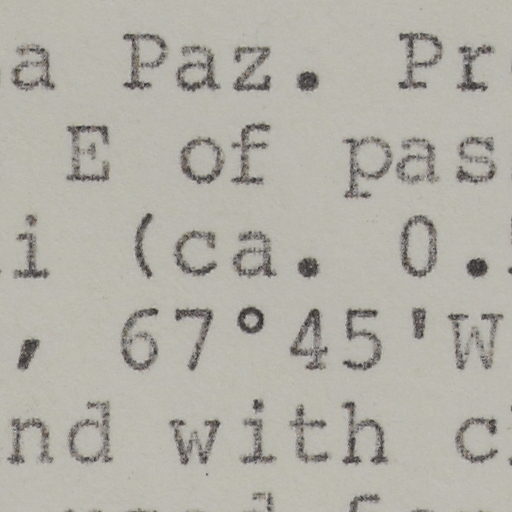 a Paz. Pr
E of pas
i (ca. 0.
, 67°45'W
nd with c